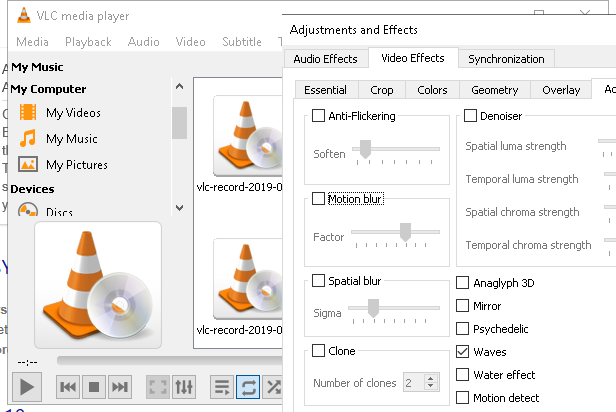 VLC media player
Media Playback Audio Video Subtitle
My Music
My Computer
My Videos
My Music
My Pictures
Devices
Discs
vlc-record-2019-0
vlc-record-2019-0
--:--
Adjustments and Effects
Audio Effects Video Effects Synchronization
Essential Crop Colors Geometry Overlay
Anti-Flickering
Soften
Motion blur
Factor
Spatial blur
Sigma
Clone
Number of clones 2
Denoiser
Spatial luma strength
Temporal luma strength
Spatial chroma strength
Temporal chroma strength
Anaglyph 3D
Mirror
Psychedelic
Waves
Water effect
Motion detect